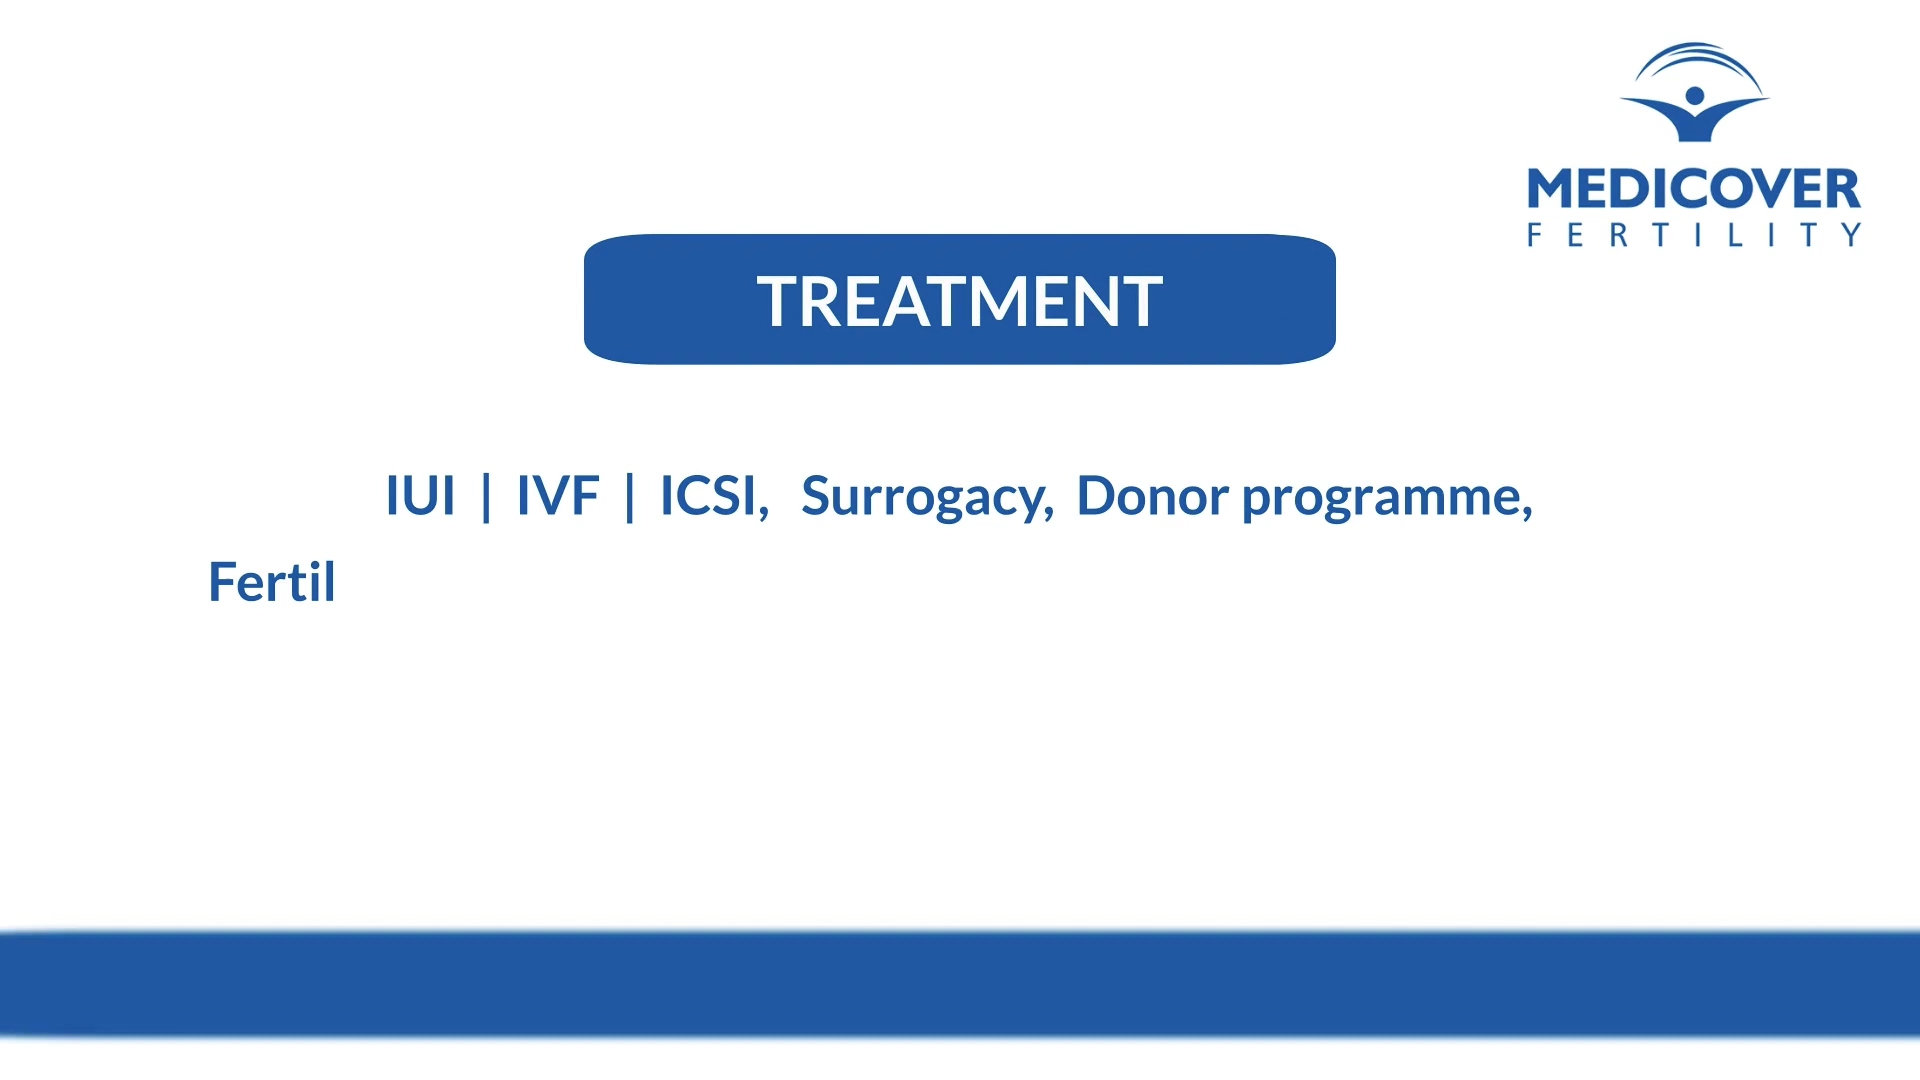 MEDICOVER
FERTILITY
TREATMENT
IUI | IVF | ICSI, Surrogacy, Donor programme,
Fertil